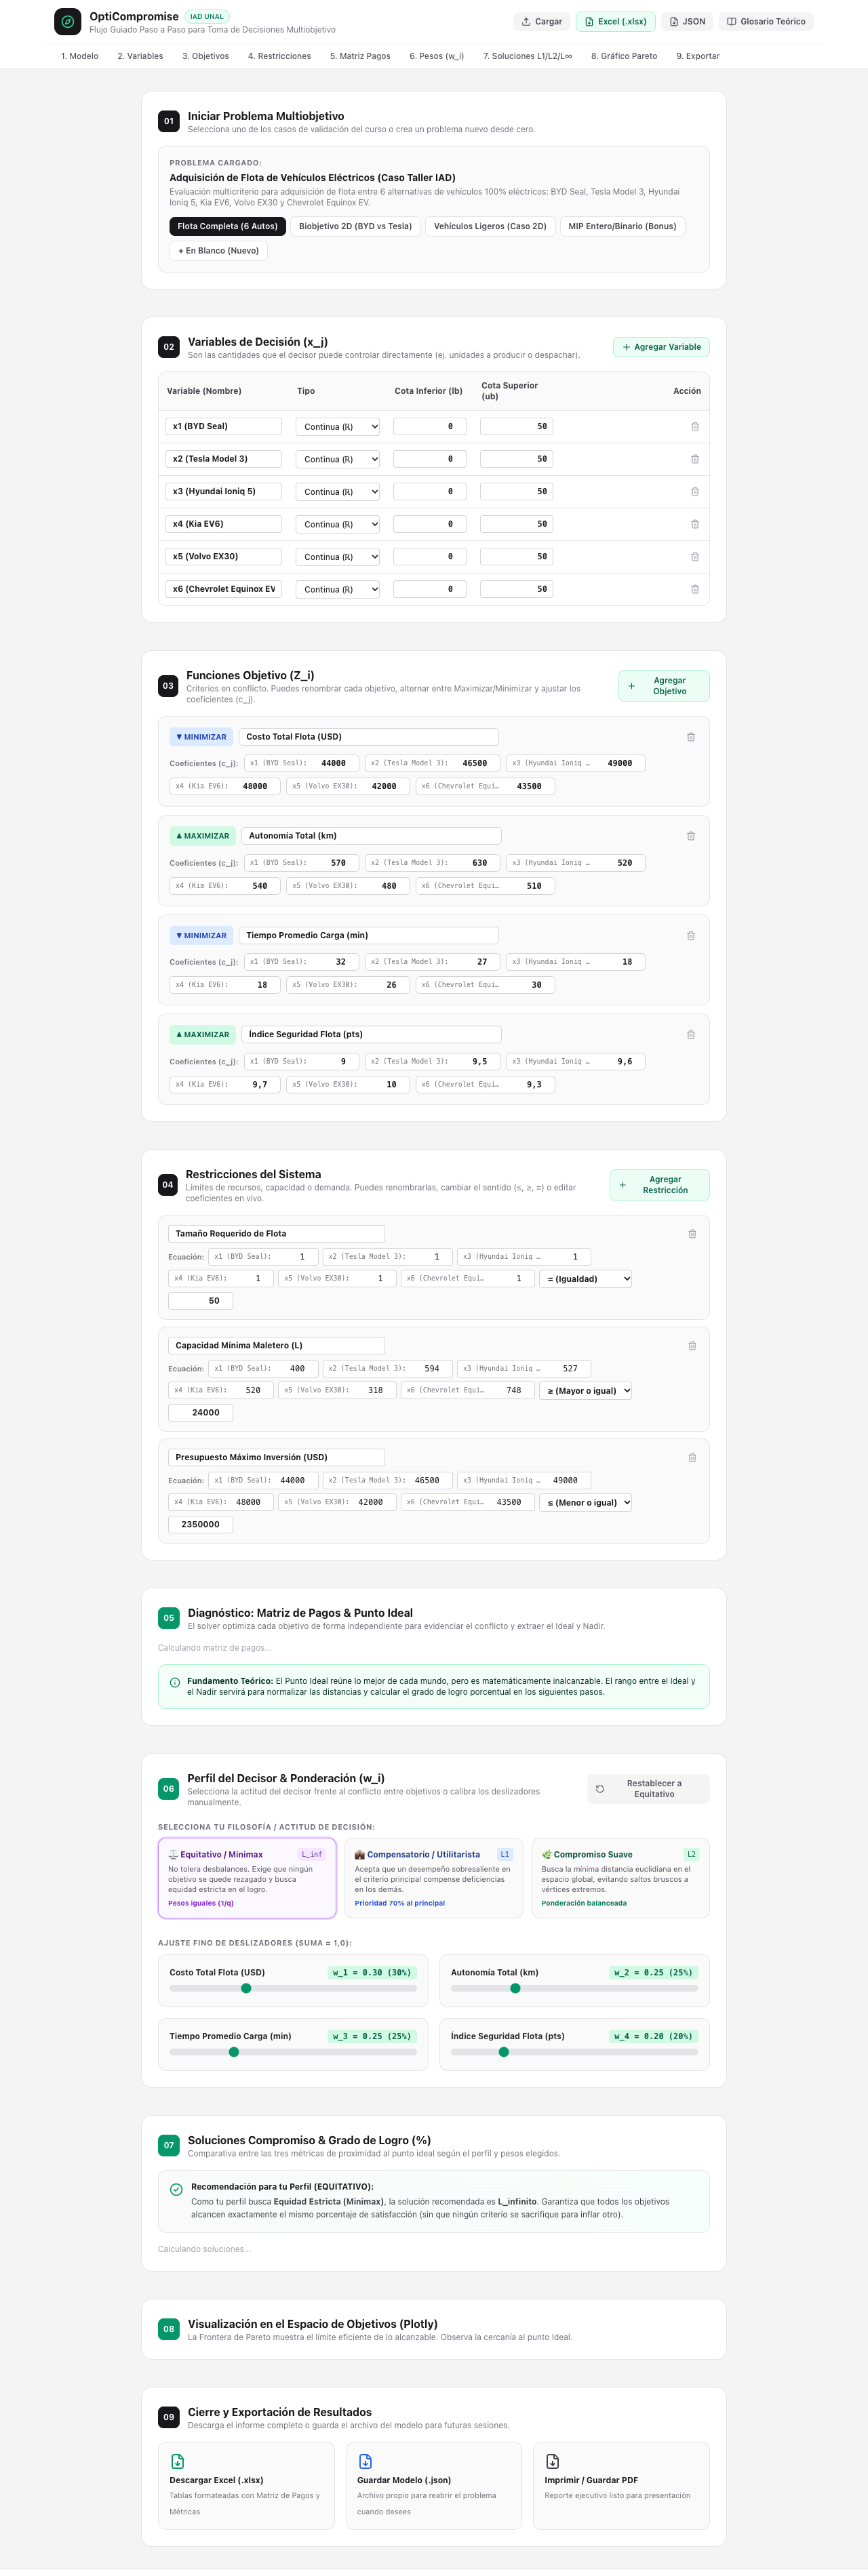 OptiCompromise IAD UNAL
Flujo Guiado Paso a Paso para Toma de Decisiones Multiobjetivo
Cargar
Excel (.xlsx)
JSON
Glosario Teórico
1. Modelo
2. Variables
3. Objetivos
4. Restricciones
5. Matriz Pagos
6. Pesos (w_i)
7. Soluciones L1/L2/L∞
8. Gráfico Pareto
9. Exportar
01
Iniciar Problema Multiobjetivo
Selecciona uno de los casos de validación del curso o crea un problema nuevo desde cero.
PROBLEMA CARGADO:
Adquisición de Flota de Vehículos Eléctricos (Caso Taller IAD)
Evaluación multicriterio para adquisición de flota entre 6 alternativas de vehículos 100% eléctricos: BYD Seal, Tesla Model 3, Hyundai
Ioniq 5, Kia EV6, Volvo EX30 y Chevrolet Equinox EV.
Flota Completa (6 Autos)
Biobjetivo 2D (BYD vs Tesla)
Vehículos Ligeros (Caso 2D)
MIP Entero/Binario (Bonus)
+ En Blanco (Nuevo)
02
Variables de Decisión (x_j)
Son las cantidades que el decisor puede controlar directamente (ej. unidades a producir o despachar).
Agregar Variable
Variable (Nombre) Tipo Cota Inferior (lb) Cota Superior
(ub) Acción
x1 (BYD Seal) Continua (ℝ) 0 50
x2 (Tesla Model 3) Continua (ℝ) 0 50
x3 (Hyundai Ioniq 5) Continua (ℝ) 0 50
x4 (Kia EV6) Continua (ℝ) 0 50
x5 (Volvo EX30) Continua (ℝ) 0 50
x6 (Chevrolet Equinox EV Continua (ℝ) 0 50
03
Funciones Objetivo (Z_i)
Criterios en conflicto. Puedes renombrar cada objetivo, alternar entre Maximizar/Minimizar y ajustar los
coeficientes (c_j).
Agregar
Objetivo
▼ MINIMIZAR Costo Total Flota (USD)
Coeficientes (c_j): x1 (BYD Seal): 44000 x2 (Tesla Model 3): 46500 x3 (Hyundai Ioniq … 49000
x4 (Kia EV6): 48000 x5 (Volvo EX30): 42000 x6 (Chevrolet Equi… 43500
▲ MAXIMIZAR Autonomía Total (km)
Coeficientes (c_j): x1 (BYD Seal): 570 x2 (Tesla Model 3): 630 x3 (Hyundai Ioniq … 520
x4 (Kia EV6): 540 x5 (Volvo EX30): 480 x6 (Chevrolet Equi… 510
▼ MINIMIZAR Tiempo Promedio Carga (min)
Coeficientes (c_j): x1 (BYD Seal): 32 x2 (Tesla Model 3): 27 x3 (Hyundai Ioniq … 18
x4 (Kia EV6): 18 x5 (Volvo EX30): 26 x6 (Chevrolet Equi… 30
▲ MAXIMIZAR Índice Seguridad Flota (pts)
Coeficientes (c_j): x1 (BYD Seal): 9 x2 (Tesla Model 3): 9,5 x3 (Hyundai Ioniq … 9,6
x4 (Kia EV6): 9,7 x5 (Volvo EX30): 10 x6 (Chevrolet Equi… 9,3
04
Restricciones del Sistema
Límites de recursos, capacidad o demanda. Puedes renombrarlas, cambiar el sentido (≤, ≥, =) o editar
coeficientes en vivo.
Agregar
Restricción
Tamaño Requerido de Flota
Ecuación: x1 (BYD Seal): 1 x2 (Tesla Model 3): 1 x3 (Hyundai Ioniq … 1
x4 (Kia EV6): 1 x5 (Volvo EX30): 1 x6 (Chevrolet Equi… 1 = (Igualdad)
50
Capacidad Mínima Maletero (L)
Ecuación: x1 (BYD Seal): 400 x2 (Tesla Model 3): 594 x3 (Hyundai Ioniq … 527
x4 (Kia EV6): 520 x5 (Volvo EX30): 318 x6 (Chevrolet Equi… 748 ≥ (Mayor o igual)
24000
Presupuesto Máximo Inversión (USD)
Ecuación: x1 (BYD Seal): 44000 x2 (Tesla Model 3): 46500 x3 (Hyundai Ioniq … 49000
x4 (Kia EV6): 48000 x5 (Volvo EX30): 42000 x6 (Chevrolet Equi… 43500 ≤ (Menor o igual)
2350000
05
Diagnóstico: Matriz de Pagos & Punto Ideal
El solver optimiza cada objetivo de forma independiente para evidenciar el conflicto y extraer el Ideal y Nadir.
Calculando matriz de pagos...
Fundamento Teórico: El Punto Ideal reúne lo mejor de cada mundo, pero es matemáticamente inalcanzable. El rango entre el Ideal y
el Nadir servirá para normalizar las distancias y calcular el grado de logro porcentual en los siguientes pasos.
06
Perfil del Decisor & Ponderación (w_i)
Selecciona la actitud del decisor frente al conflicto entre objetivos o calibra los deslizadores
manualmente.
Restablecer a
Equitativo
SELECCIONA TU FILOSOFÍA / ACTITUD DE DECISIÓN:
Equitativo / Minimax L_inf
No tolera desbalances. Exige que ningún
objetivo se quede rezagado y busca
equidad estricta en el logro.
Pesos iguales (1/q)
Compensatorio / Utilitarista L1
Acepta que un desempeño sobresaliente en
el criterio principal compense deficiencias
en los demás.
Prioridad 70% al principal
Compromiso Suave L2
Busca la mínima distancia euclidiana en el
espacio global, evitando saltos bruscos a
vértices extremos.
Ponderación balanceada
AJUSTE FINO DE DESLIZADORES (SUMA = 1,0):
Costo Total Flota (USD) w_1 = 0.30 (30%)
Autonomía Total (km) w_2 = 0.25 (25%)
Tiempo Promedio Carga (min) w_3 = 0.25 (25%)
Índice Seguridad Flota (pts) w_4 = 0.20 (20%)
07
Soluciones Compromiso & Grado de Logro (%)
Comparativa entre las tres métricas de proximidad al punto ideal según el perfil y pesos elegidos.
Recomendación para tu Perfil (EQUITATIVO):
Como tu perfil busca Equidad Estricta (Minimax), la solución recomendada es L_infinito. Garantiza que todos los objetivos
alcancen exactamente el mismo porcentaje de satisfacción (sin que ningún criterio se sacrifique para inflar otro).
Calculando soluciones...
08
Visualización en el Espacio de Objetivos (Plotly)
La Frontera de Pareto muestra el límite eficiente de lo alcanzable. Observa la cercanía al punto Ideal.
09
Cierre y Exportación de Resultados
Descarga el informe completo o guarda el archivo del modelo para futuras sesiones.
Descargar Excel (.xlsx)
Tablas formateadas con Matriz de Pagos y
Métricas
Guardar Modelo (.json)
Archivo propio para reabrir el problema
cuando desees
Imprimir / Guardar PDF
Reporte ejecutivo listo para presentación